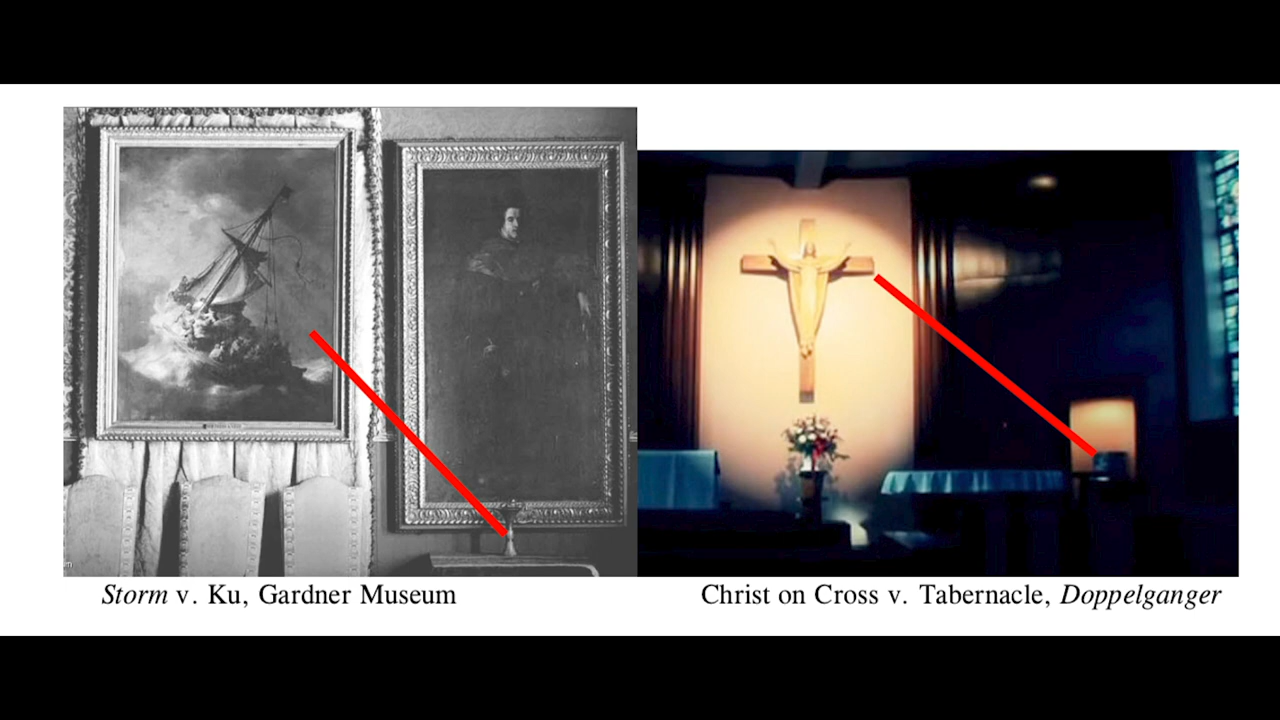 Storm v. Ku, Gardner Museum
Christ on Cross v. Tabernacle, Doppelganger